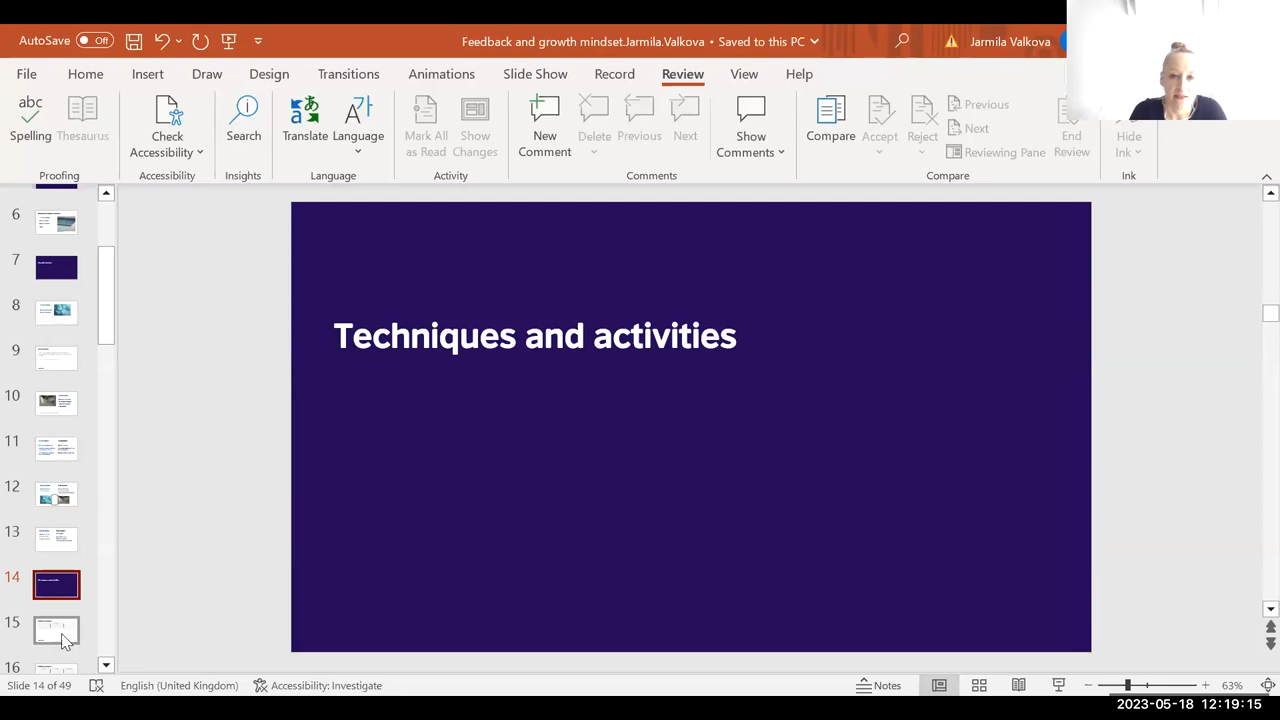 AutoSave Off Feedback and growth mindset.Jarmila.Valkova • Saved to this PC Jarmila Valkova
File Home Insert Draw Design Transitions Animations Slide Show Record Review View Help
abc
Spelling Thesaurus Check Accessibility Search Translate Language Mark All as Read Show Changes New Comment Delete Previous Next Show Comments Compare Accept Reject Previous Next Reviewing Pane End Review Hide Ink
Proofing Accessibility Insights Language Activity Comments Compare Ink
6
7
8
9
10
11
12
13
14
15
16
Techniques and activities
Slide 14 of 49 English (United Kingdom) Accessibility: Investigate Notes 63%
2023-05-18 12:19:15